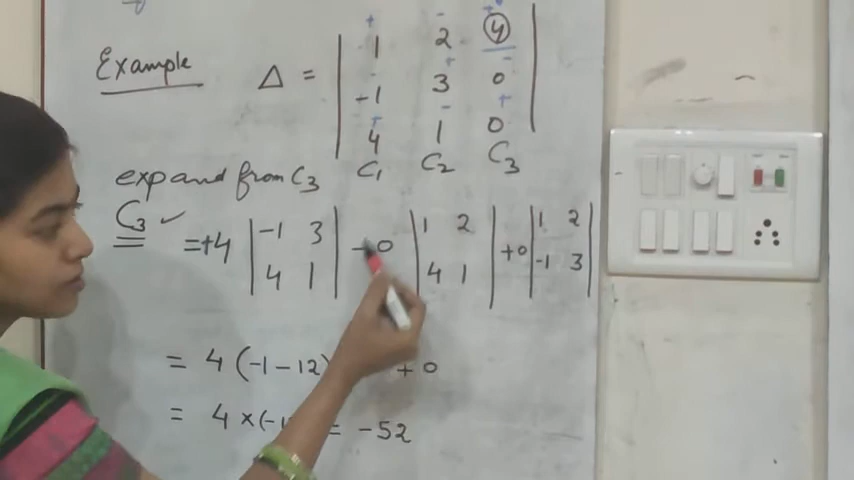 + - +
1 2 4
Example Δ =
- + -
-1 3 0
+ - +
4 1 0
C1 C2 C3
expand from C3
C3 ✓ = +4 | -1 3 | - 0 | 1 2 | + 0 | 1 2 |
| 4 1 | | 4 1 | | -1 3 |
= 4 (-1 - 12) + 0
= 4 × (-1 = -52